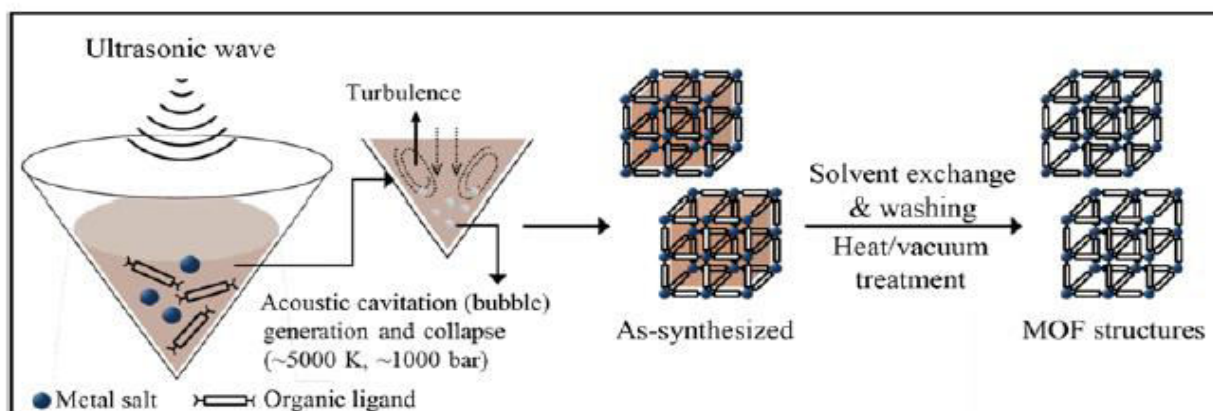 Ultrasonic wave
Turbulence
Acoustic cavitation (bubble)
generation and collapse
(~5000 K, ~1000 bar)
Metal salt
Organic ligand
As-synthesized
Solvent exchange
& washing
Heat/vacuum
treatment
MOF structures